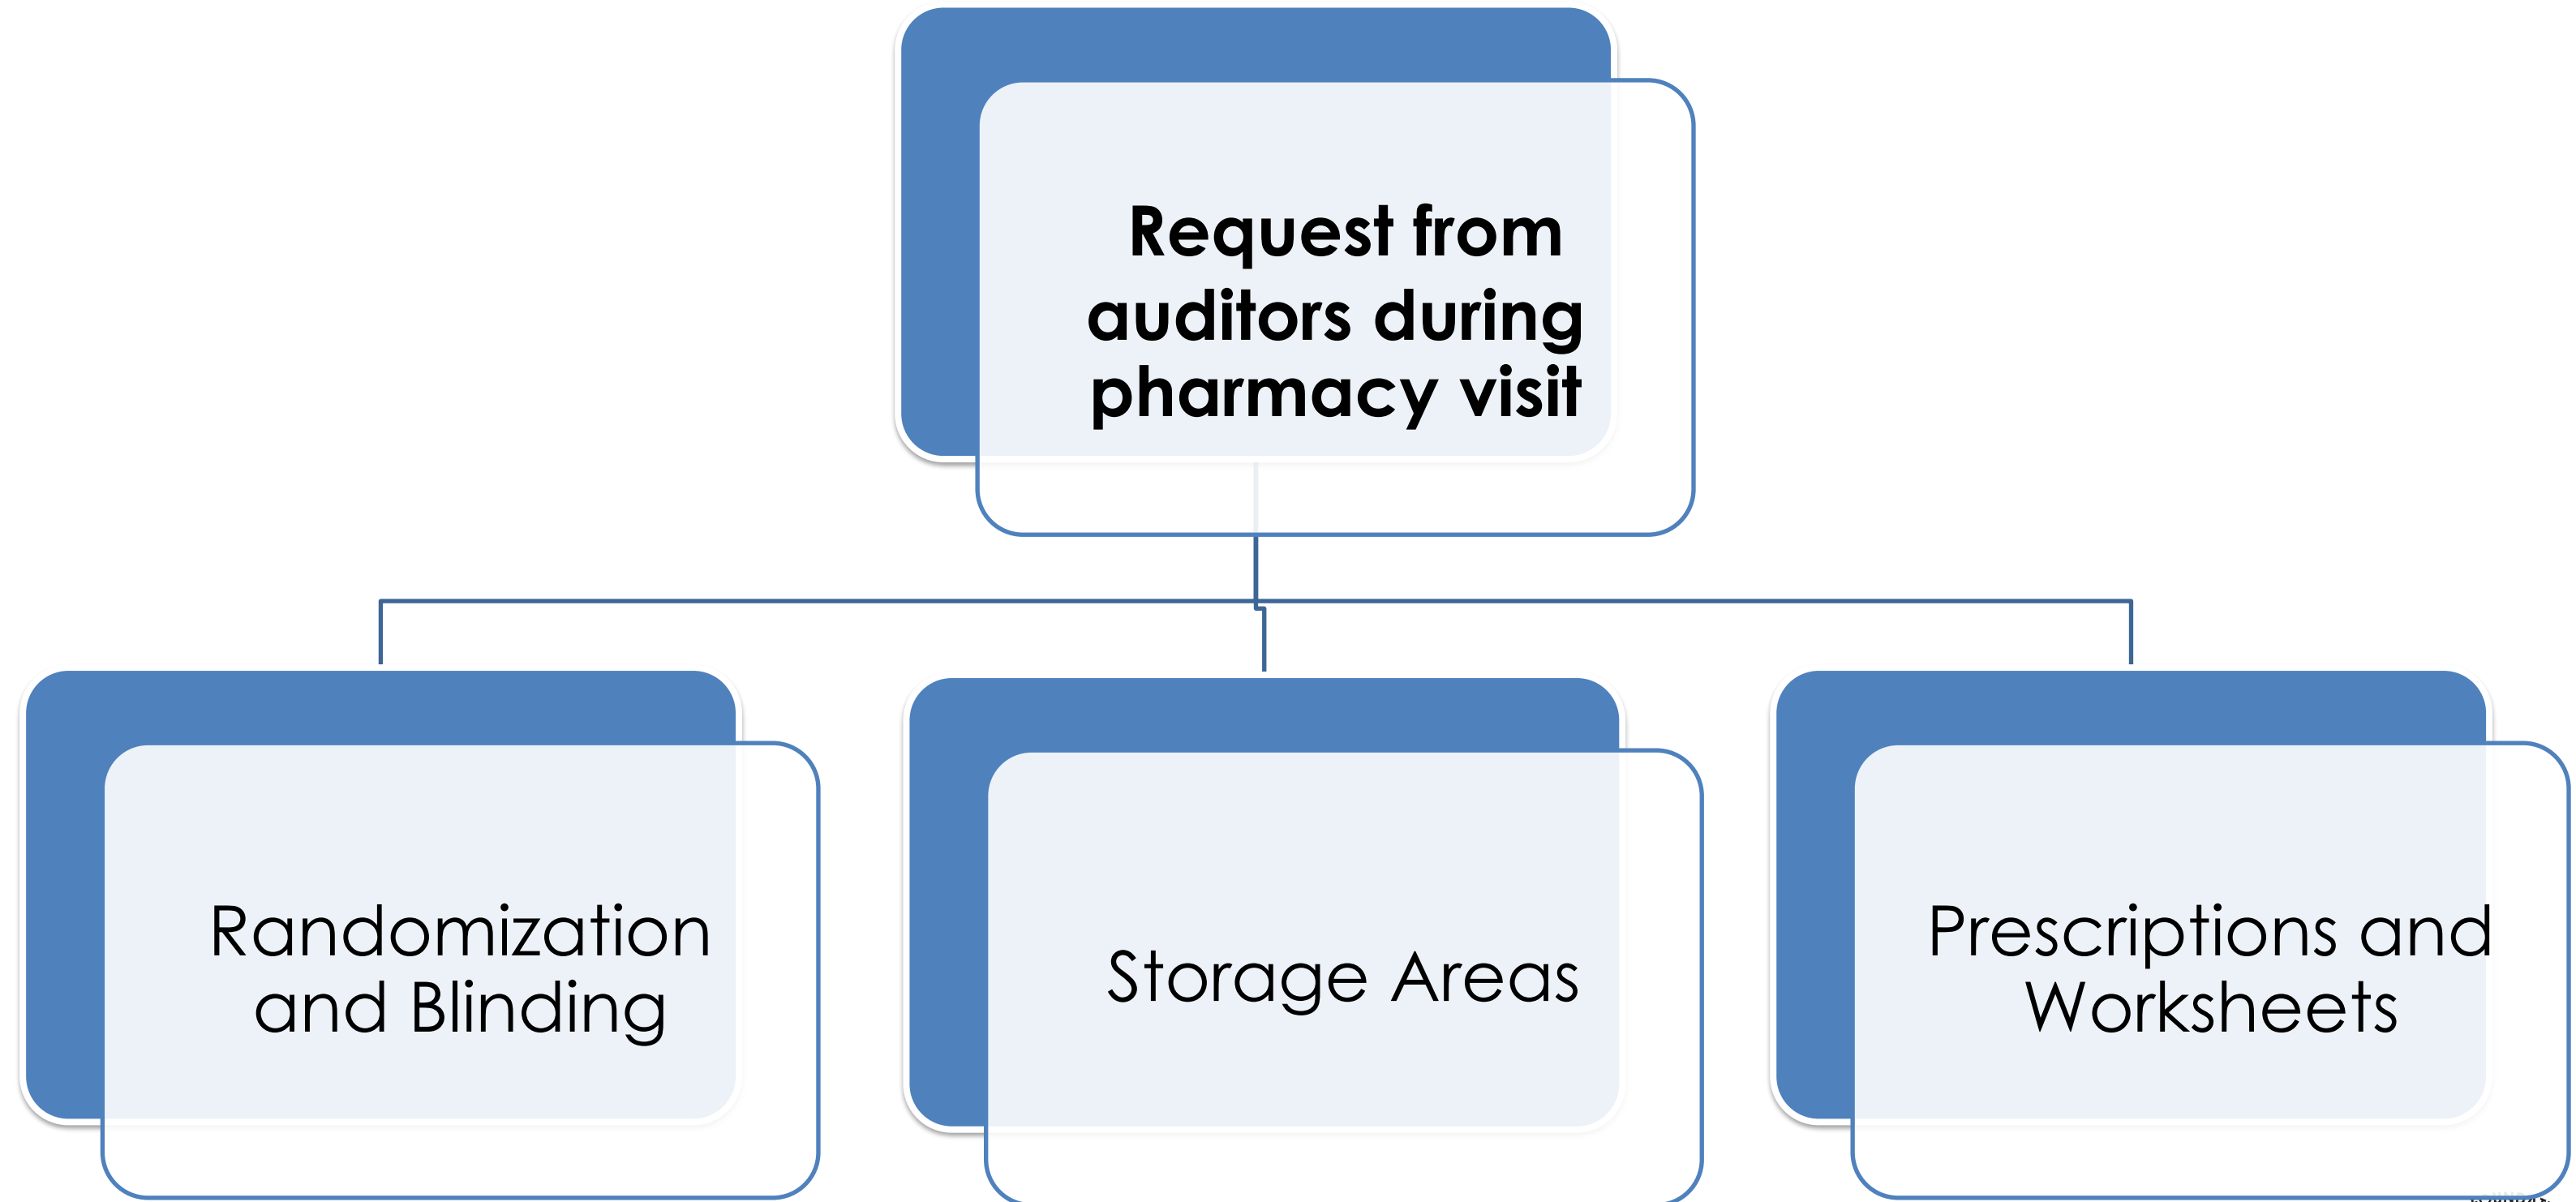 Request from
auditors during
pharmacy visit
Randomization
and Blinding
Storage Areas
Prescriptions and
Worksheets